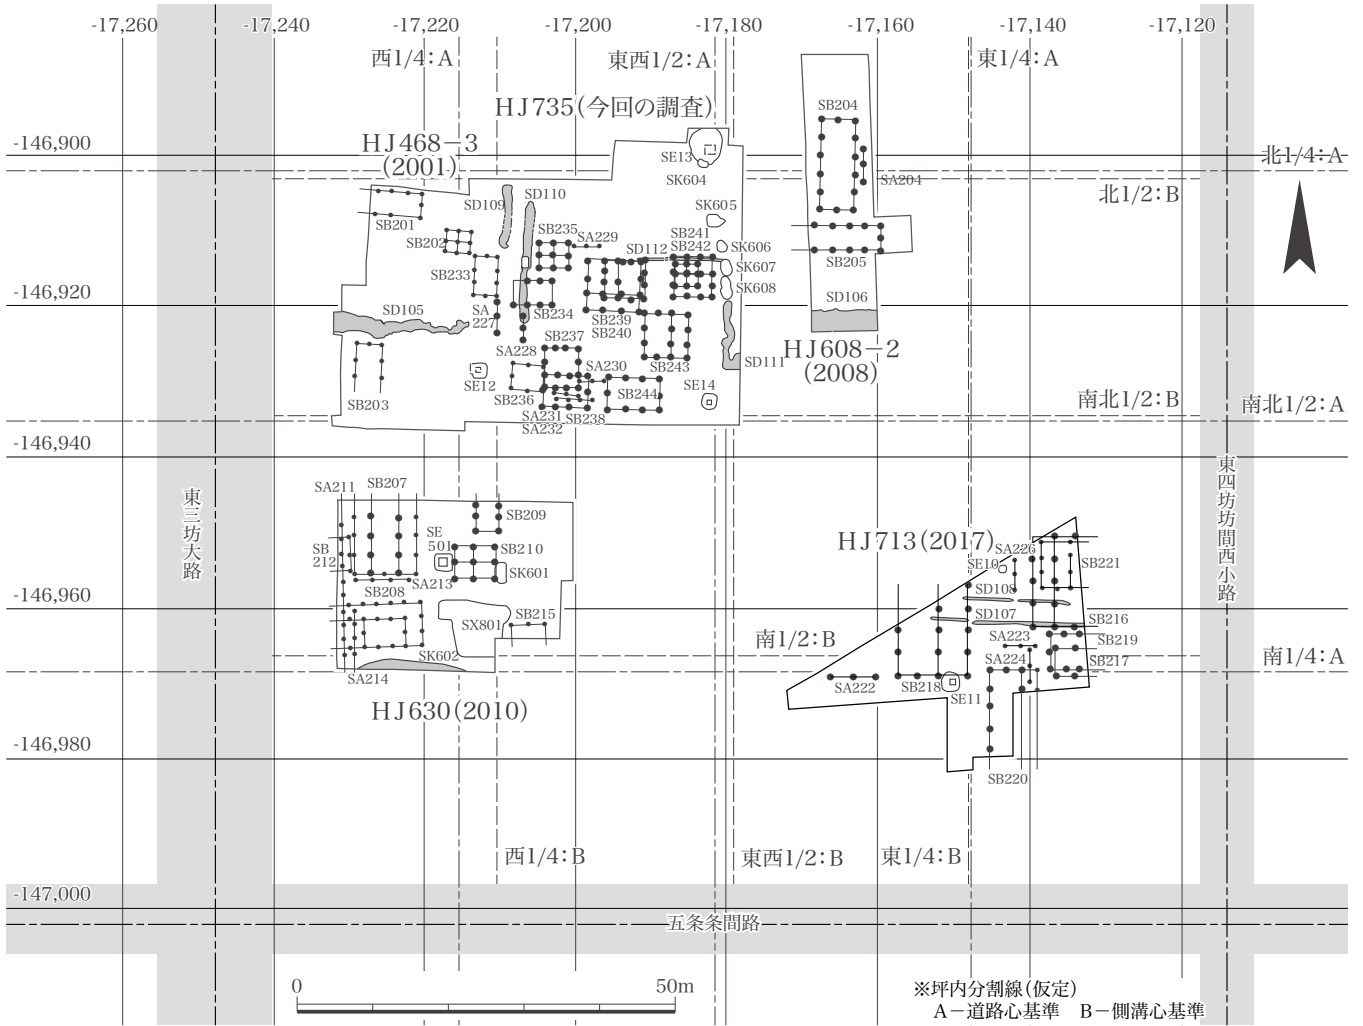 -17,260
-17,240
-17,220
-17,200
-17,180
-17,160
-17,140
-17,120
西1/4：A
東西1/2：A
東1/4：A
HJ735(今回の調査)
HJ468－3
(2001)
SB204
-146,900
北1/4：A
SE13
SK604
SA204
SD109
SD110
北1/2：B
SB201
SK605
SB202
SB235
SA229
SB241
SB242
SD112
SK606
SB233
SK607
SB205
SK608
-146,920
SD106
SD105
SA
227
SB234
SB239
SB240
SB237
SA228
SA230
SB243
SD111
HJ608－2
(2008)
SE12
SE14
SB203
SB236
SB244
SA231
SB238
SA232
南北1/2：B
南北1/2：A
-146,940
東三坊大路
東四坊坊間西小路
SA211
SB207
SB209
SE
501
SB
212
SB210
SK601
SA213
SB208
HJ713(2017)
SA226
SE10
SB221
SD108
-146,960
SX801
SB215
SD107
SB216
南1/2：B
SA223
SB219
SK602
SA224
SB217
南1/4：A
SA214
SA222
SB218
SE11
HJ630(2010)
-146,980
SB220
西1/4：B
東西1/2：B
東1/4：B
-147,000
五条条間路
0
50m
※坪内分割線(仮定)
A－道路心基準　B－側溝心基準